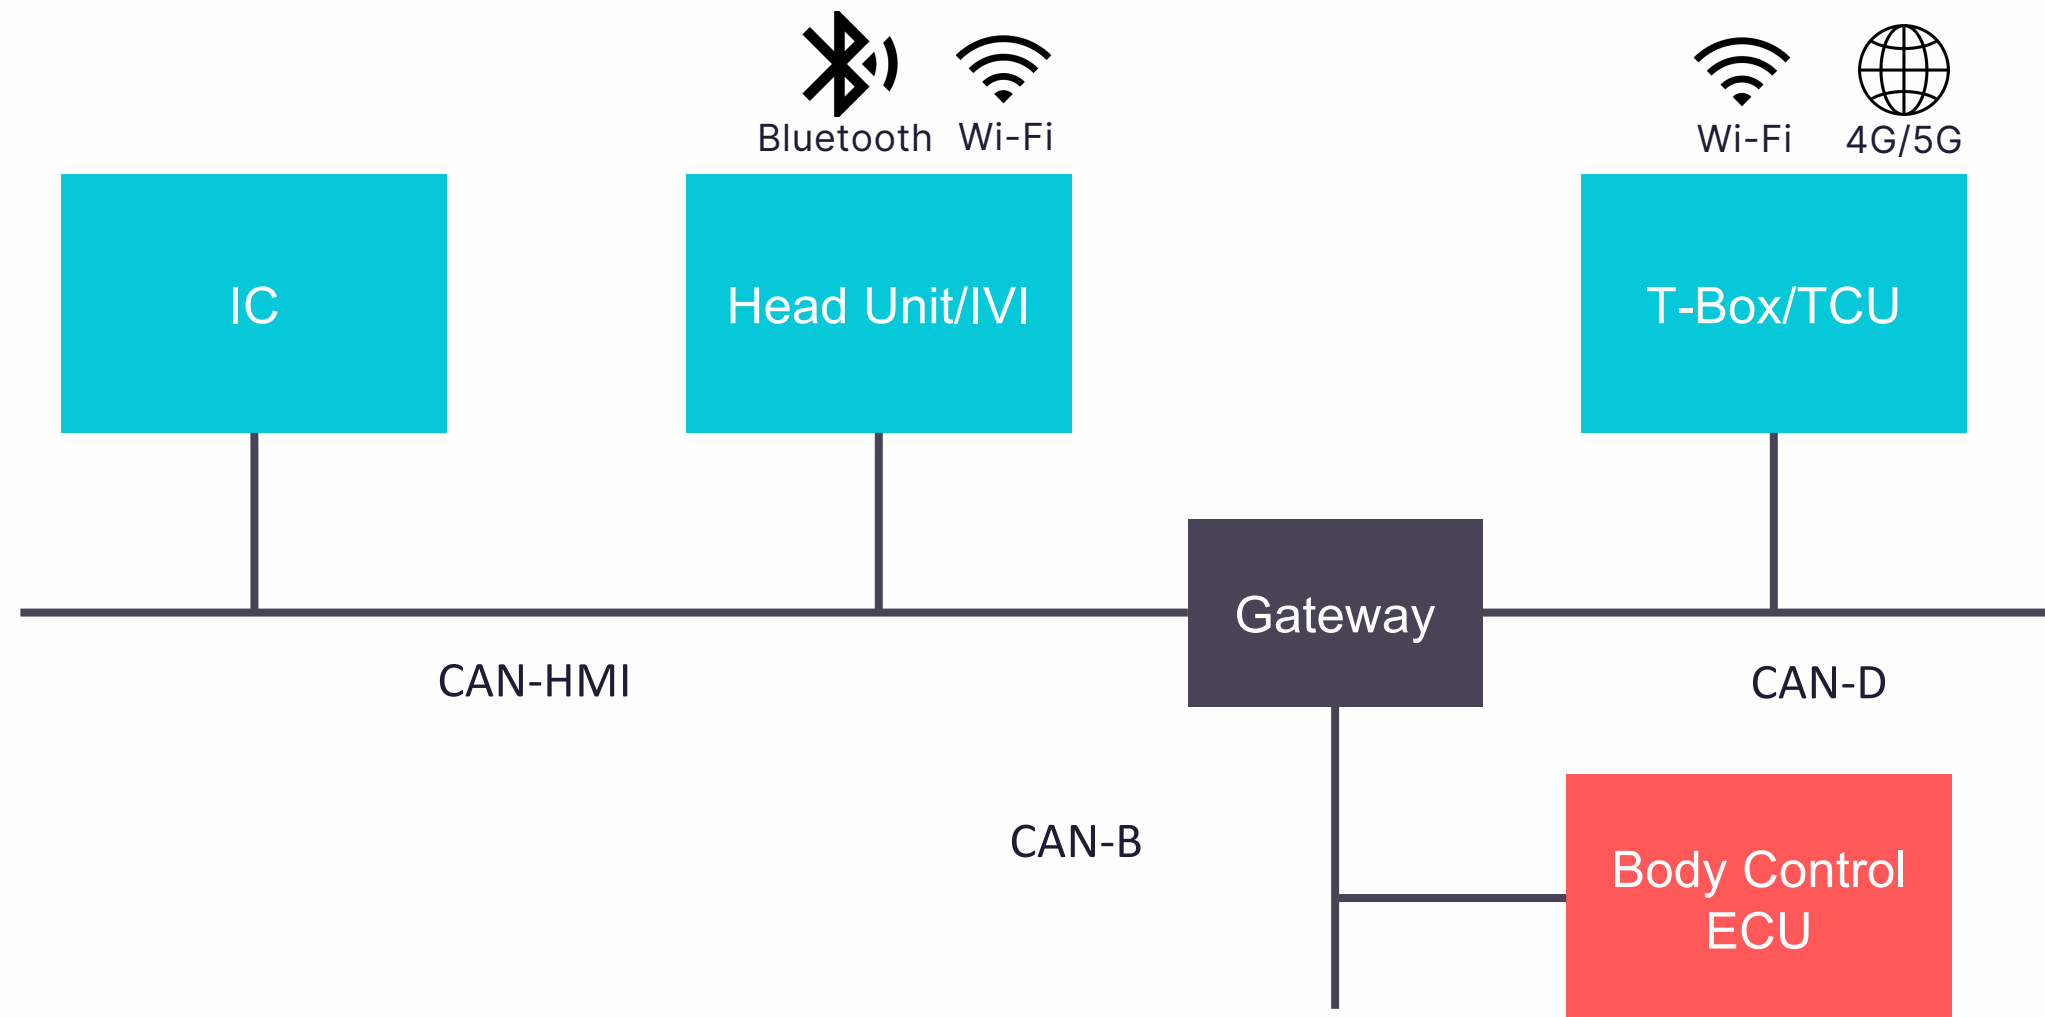 Bluetooth Wi-Fi
Wi-Fi 4G/5G
IC
Head Unit/IVI
T-Box/TCU
Gateway
CAN-HMI
CAN-D
CAN-B
Body Control
ECU